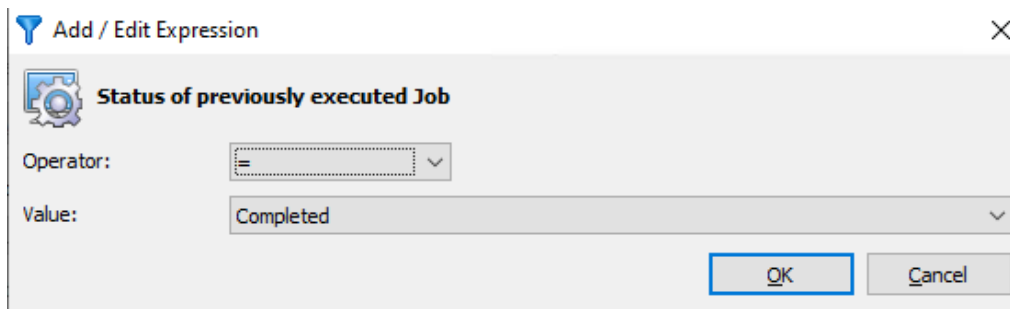 Add / Edit Expression
Status of previously executed Job
Operator: =
Value: Completed
OK Cancel